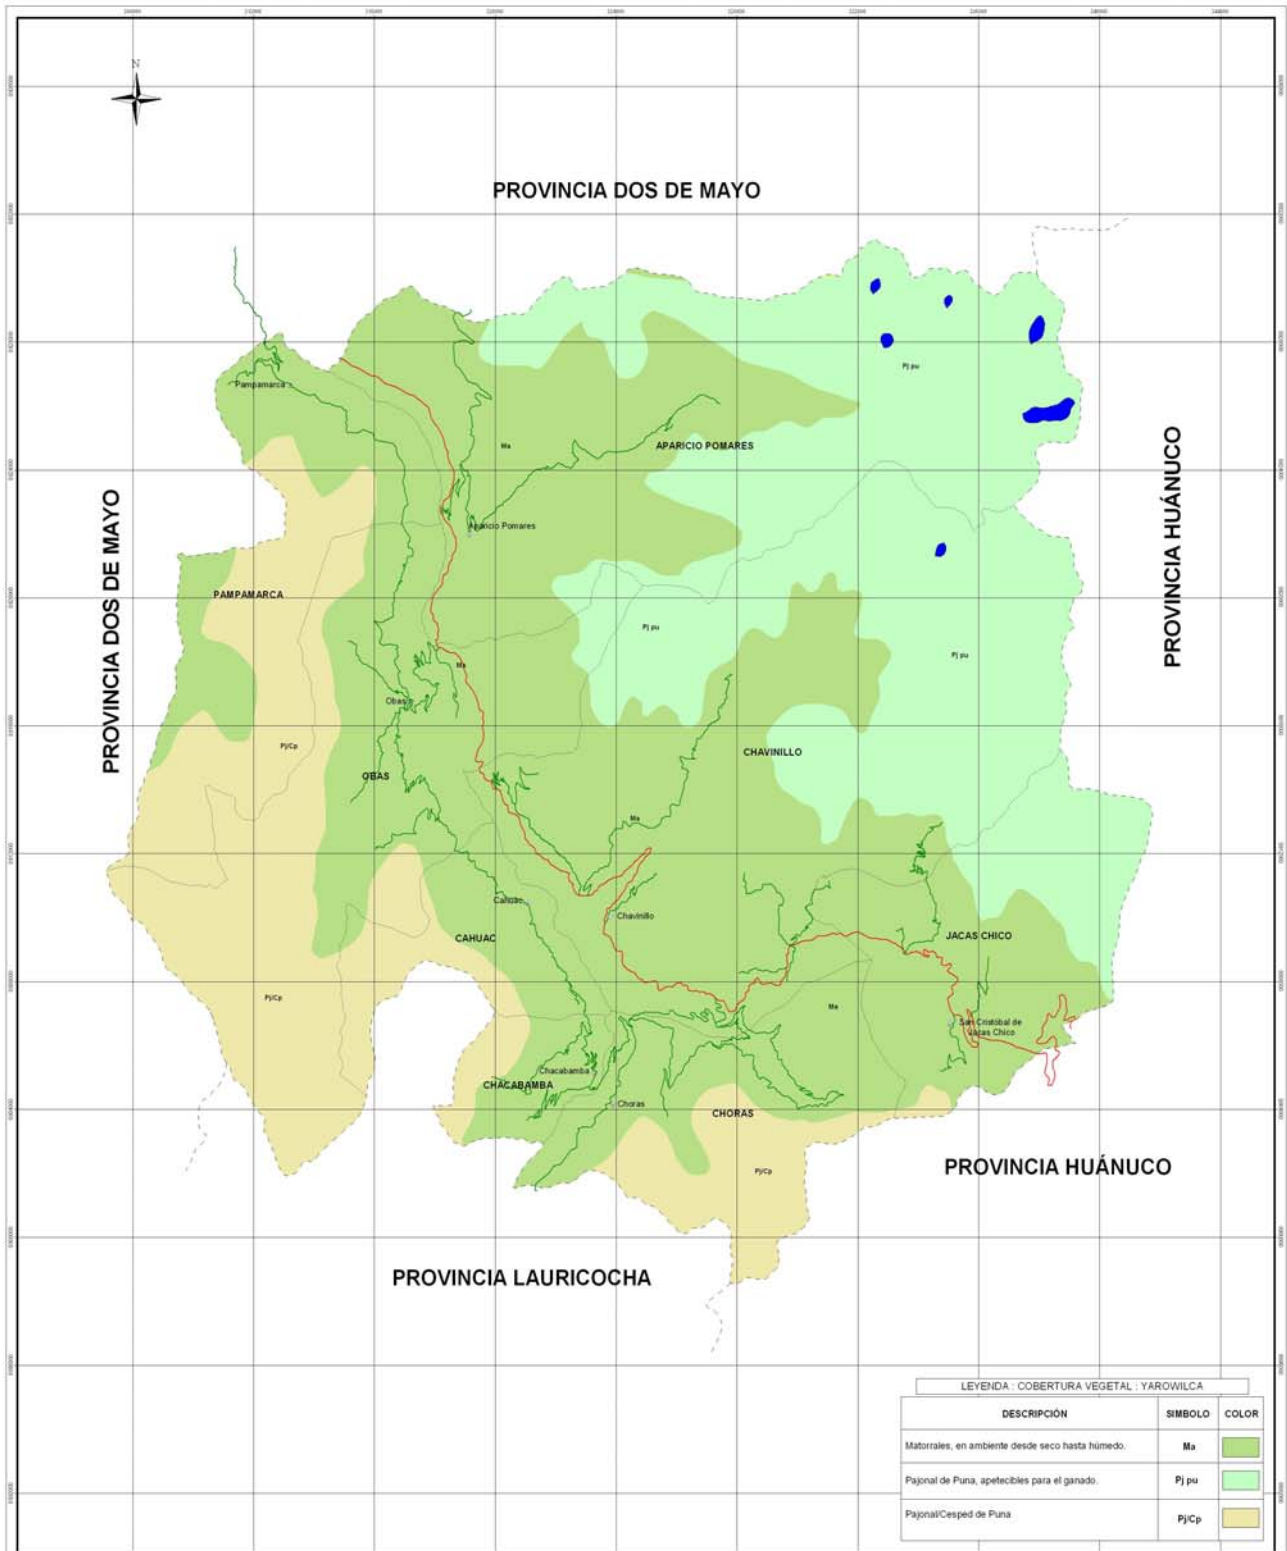 N
PROVINCIA DOS DE MAYO
Pj pu
Pampamarca
Ma
APARICIO POMARES
PROVINCIA HUÁNUCO
PROVINCIA DOS DE MAYO
Aparicio Pomares
PAMPAMARCA
Pj pu
Pj pu
Ma
Obas
Pj/Cp
CHAVINILLO
OBAS
Ma
Cahuac
Chavinillo
CAHUAC
JACAS CHICO
Pj/Cp
Ma
San Cristóbal de
Jacas Chico
Chacabamba
CHACABAMBA
Choras
CHORAS
PROVINCIA HUÁNUCO
Pj/Cp
PROVINCIA LAURICOCHA
LEYENDA : COBERTURA VEGETAL : YAROWILCA
DESCRIPCIÓN SIMBOLO COLOR
Matorrales, en ambiente desde seco hasta húmedo. Ma
Pajonal de Puna, apetecibles para el ganado. Pj pu
Pajonal/Cesped de Puna Pj/Cp